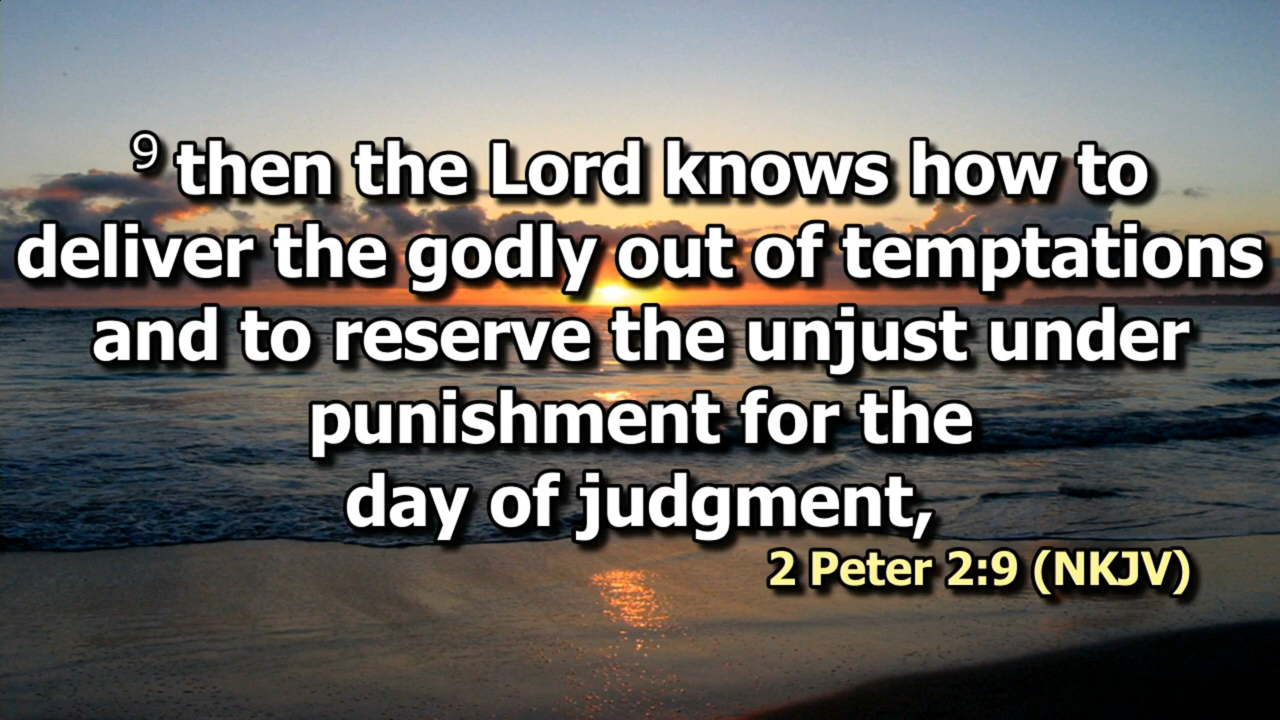 9 then the Lord knows how to
deliver the godly out of temptations
and to reserve the unjust under
punishment for the
day of judgment,
2 Peter 2:9 (NKJV)